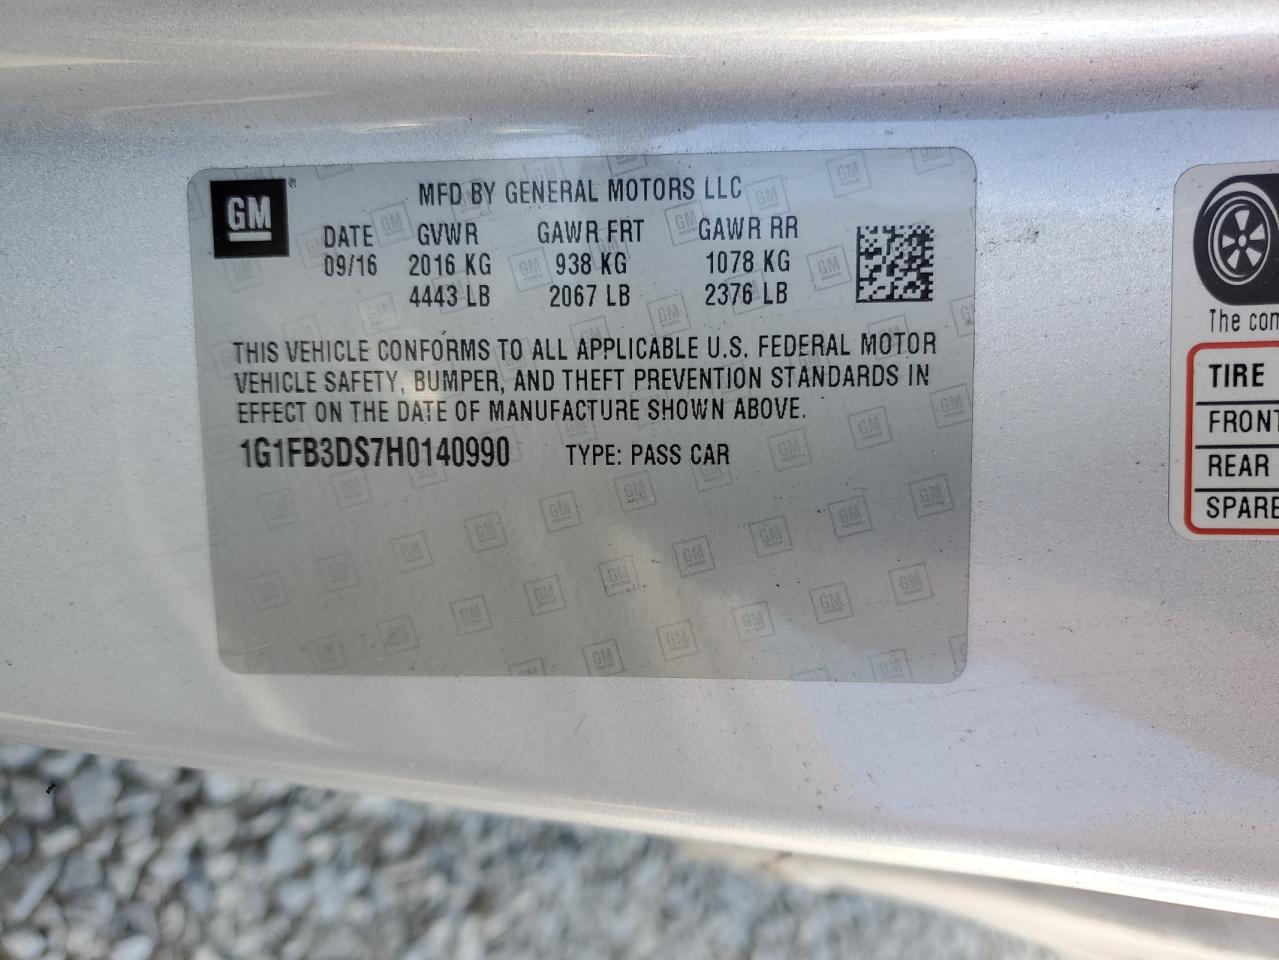 GM®
MFD BY GENERAL MOTORS LLC
DATE GVWR GAWR FRT GAWR RR
09/16 2016 KG 938 KG 1078 KG
4443 LB 2067 LB 2376 LB
THIS VEHICLE CONFORMS TO ALL APPLICABLE U.S. FEDERAL MOTOR
VEHICLE SAFETY, BUMPER, AND THEFT PREVENTION STANDARDS IN
EFFECT ON THE DATE OF MANUFACTURE SHOWN ABOVE.
1G1FB3DS7H0140990 TYPE: PASS CAR
The com
TIRE
FRONT
REAR
SPARE